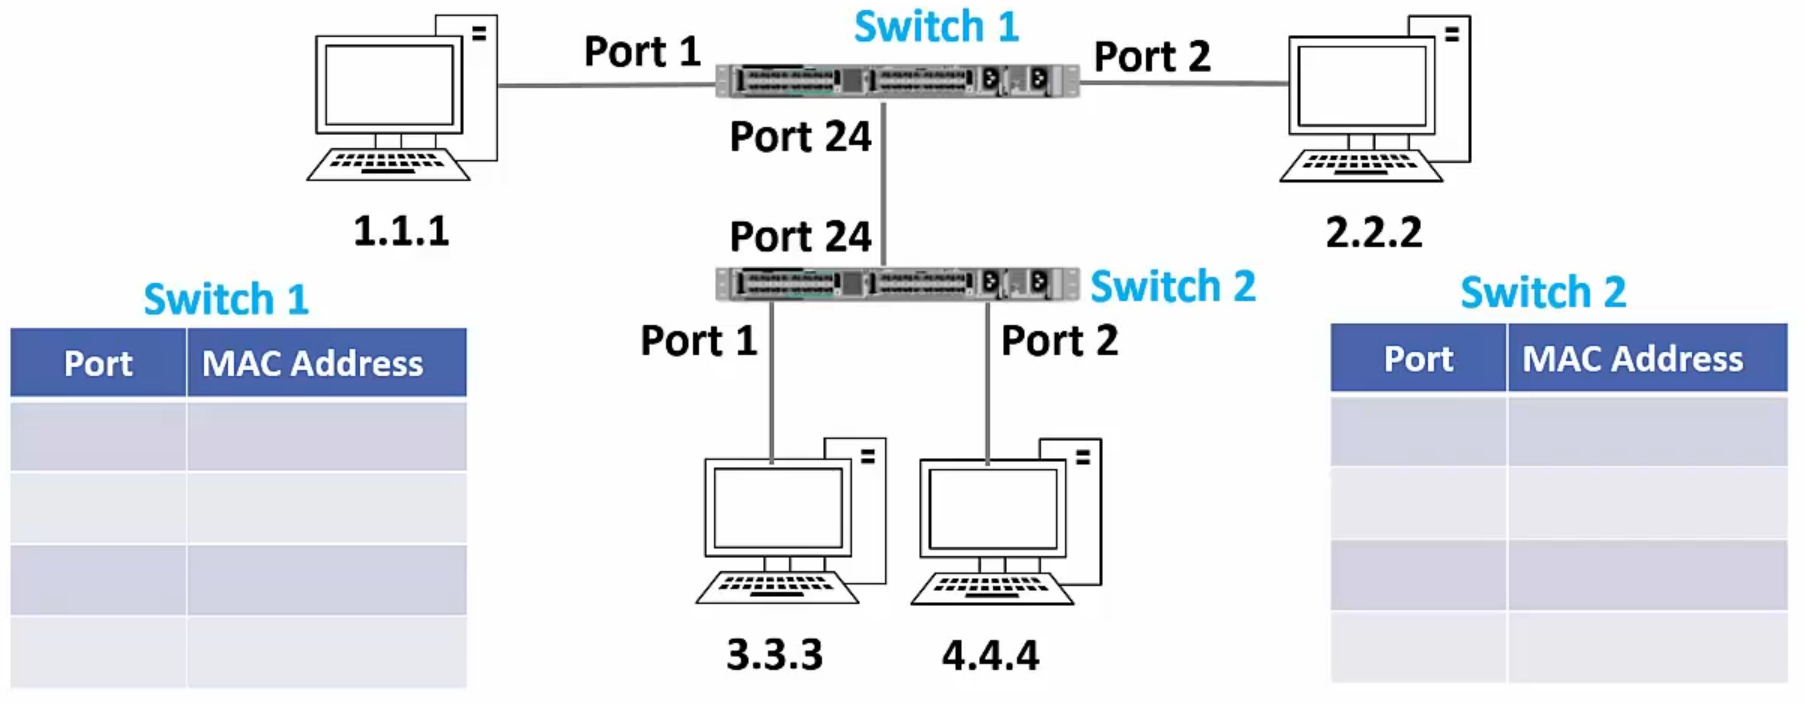 Switch 1
Port 1
Port 2
Port 24
1.1.1
2.2.2
Port 24
Switch 2
Port 1
Port 2
Switch 1
Port MAC Address
Switch 2
Port MAC Address
3.3.3
4.4.4